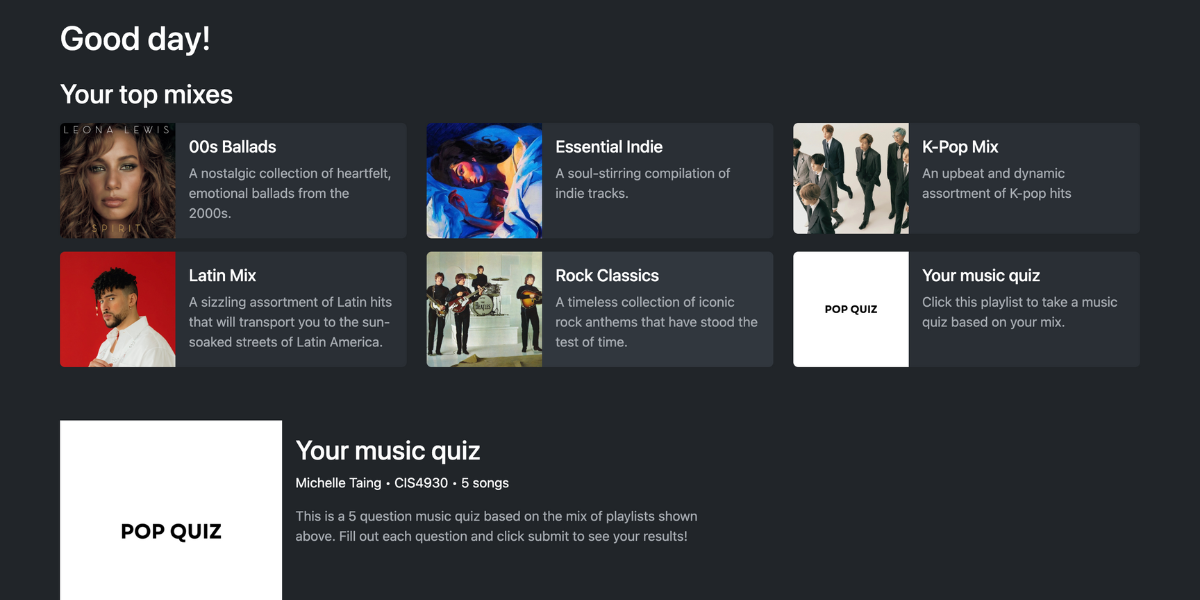 Good day!
Your top mixes
LEONA LEWIS
SPIRIT
00s Ballads
A nostalgic collection of heartfelt,
emotional ballads from the
2000s.
Essential Indie
A soul-stirring compilation of
indie tracks.
K-Pop Mix
An upbeat and dynamic
assortment of K-pop hits
Latin Mix
A sizzling assortment of Latin hits
that will transport you to the sun-
soaked streets of Latin America.
THE BEATLES
Rock Classics
A timeless collection of iconic
rock anthems that have stood the
test of time.
POP QUIZ
Your music quiz
Click this playlist to take a music
quiz based on your mix.
POP QUIZ
Your music quiz
Michelle Taing • CIS4930 • 5 songs
This is a 5 question music quiz based on the mix of playlists shown
above. Fill out each question and click submit to see your results!